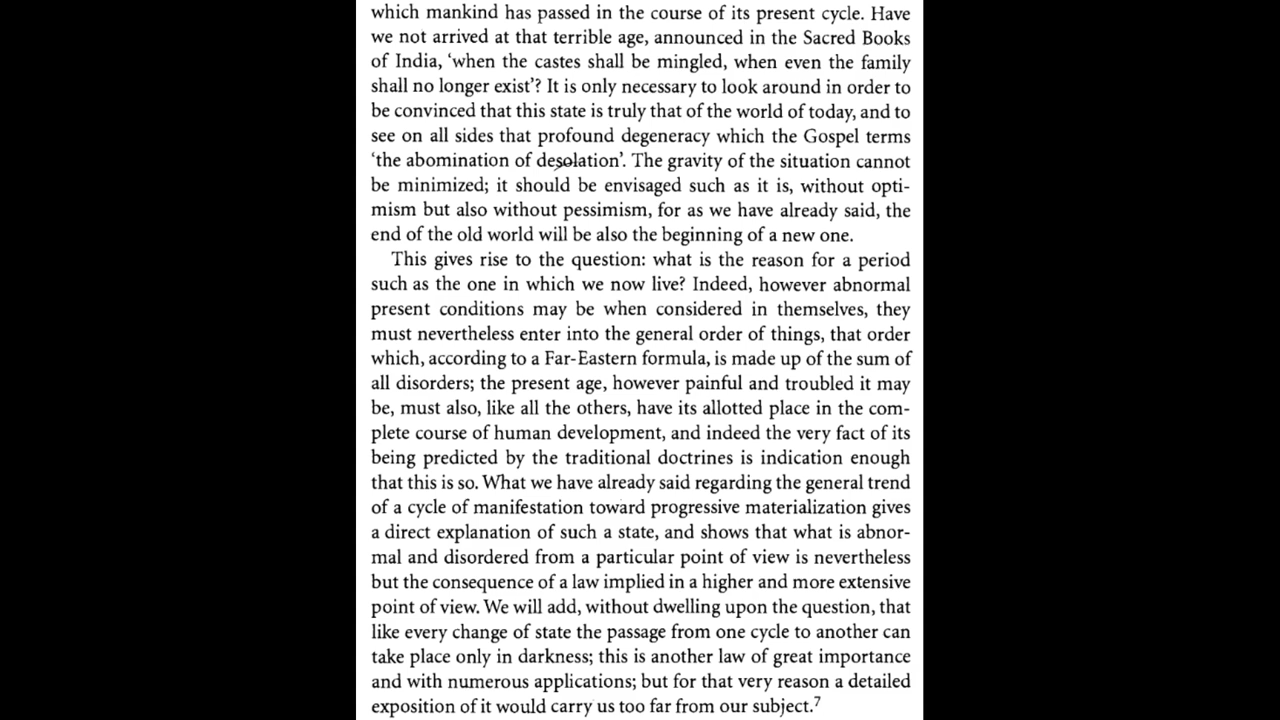 which mankind has passed in the course of its present cycle. Have
we not arrived at that terrible age, announced in the Sacred Books
of India, ‘when the castes shall be mingled, when even the family
shall no longer exist’? It is only necessary to look around in order to
be convinced that this state is truly that of the world of today, and to
see on all sides that profound degeneracy which the Gospel terms
‘the abomination of desolation’. The gravity of the situation cannot
be minimized; it should be envisaged such as it is, without opti-
mism but also without pessimism, for as we have already said, the
end of the old world will be also the beginning of a new one.
This gives rise to the question: what is the reason for a period
such as the one in which we now live? Indeed, however abnormal
present conditions may be when considered in themselves, they
must nevertheless enter into the general order of things, that order
which, according to a Far-Eastern formula, is made up of the sum of
all disorders; the present age, however painful and troubled it may
be, must also, like all the others, have its allotted place in the com-
plete course of human development, and indeed the very fact of its
being predicted by the traditional doctrines is indication enough
that this is so. What we have already said regarding the general trend
of a cycle of manifestation toward progressive materialization gives
a direct explanation of such a state, and shows that what is abnor-
mal and disordered from a particular point of view is nevertheless
but the consequence of a law implied in a higher and more extensive
point of view. We will add, without dwelling upon the question, that
like every change of state the passage from one cycle to another can
take place only in darkness; this is another law of great importance
and with numerous applications; but for that very reason a detailed
exposition of it would carry us too far from our subject.⁷